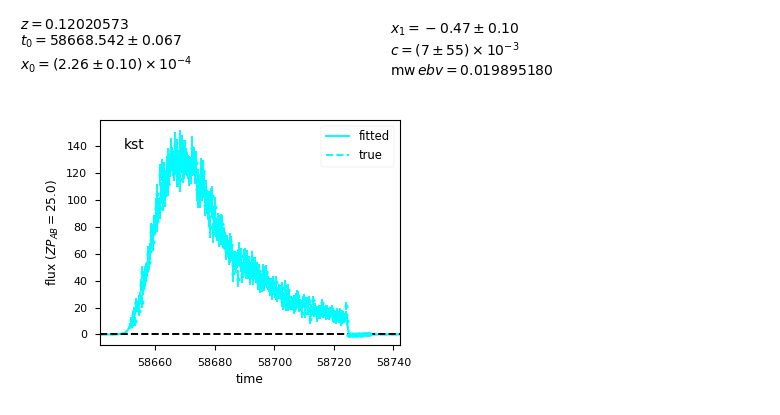 z = 0.12020573
t₀ = 58668.542 ± 0.067
x₀ = (2.26 ± 0.10) × 10⁻⁴
x₁ = − 0.47 ± 0.10
c = (7 ± 55) × 10⁻³
mw ebv = 0.019895180
kst
fitted
true
flux (ZP_AB = 25.0)
140
120
100
80
60
40
20
0
58660 58680 58700 58720 58740
time